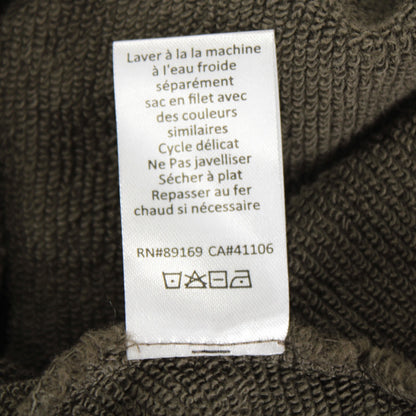 Laver à la la machine
à l'eau froide
séparément
sac en filet avec
des couleurs
similaires
Cycle délicat
Ne Pas javelliser
Sécher à plat
Repasser au fer
chaud si nécessaire
RN#89169 CA#41106